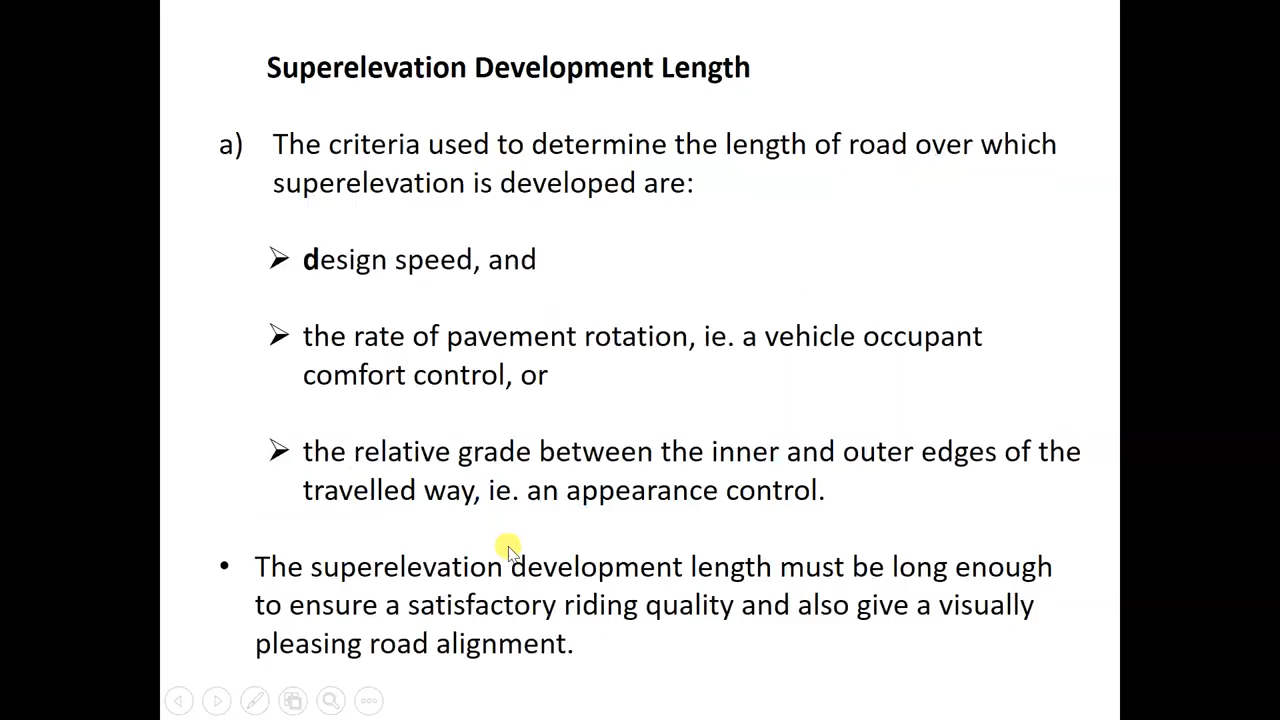 Superelevation Development Length
a) The criteria used to determine the length of road over which
superelevation is developed are:
➢ design speed, and
➢ the rate of pavement rotation, ie. a vehicle occupant
comfort control, or
➢ the relative grade between the inner and outer edges of the
travelled way, ie. an appearance control.
• The superelevation development length must be long enough
to ensure a satisfactory riding quality and also give a visually
pleasing road alignment.